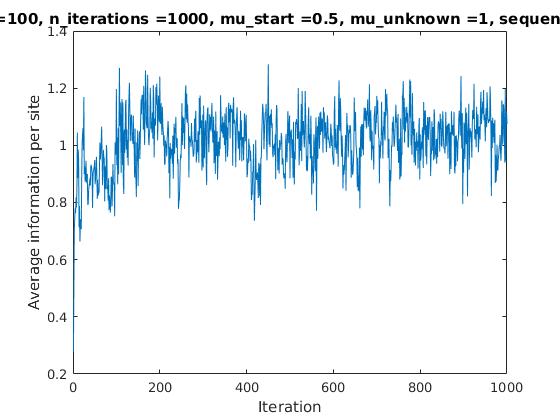 =100, n_iterations =1000, mu_start =0.5, mu_unknown =1, sequen
1.4
1.2
1
0.8
0.6
0.4
0.2
Average information per site
0 200 400 600 800 1000
Iteration